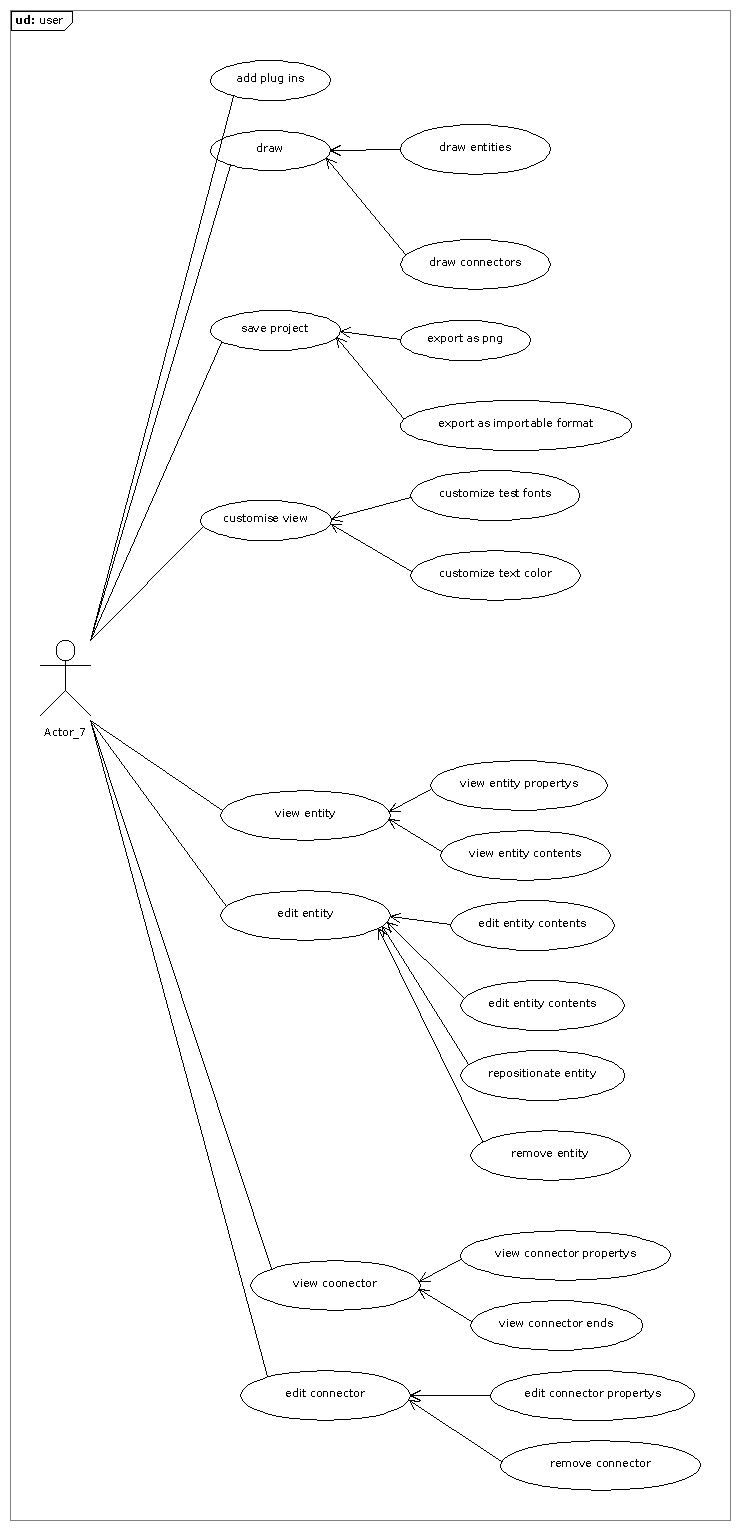 ud: user
add plug ins
draw
draw entities
draw connectors
save project
export as png
export as importable format
customise view
customize test fonts
customize text color
Actor_7
view entity
view entity propertys
view entity contents
edit entity
edit entity contents
edit entity contents
repositionate entity
remove entity
view coonector
view connector propertys
view connector ends
edit connector
edit connector propertys
remove connector